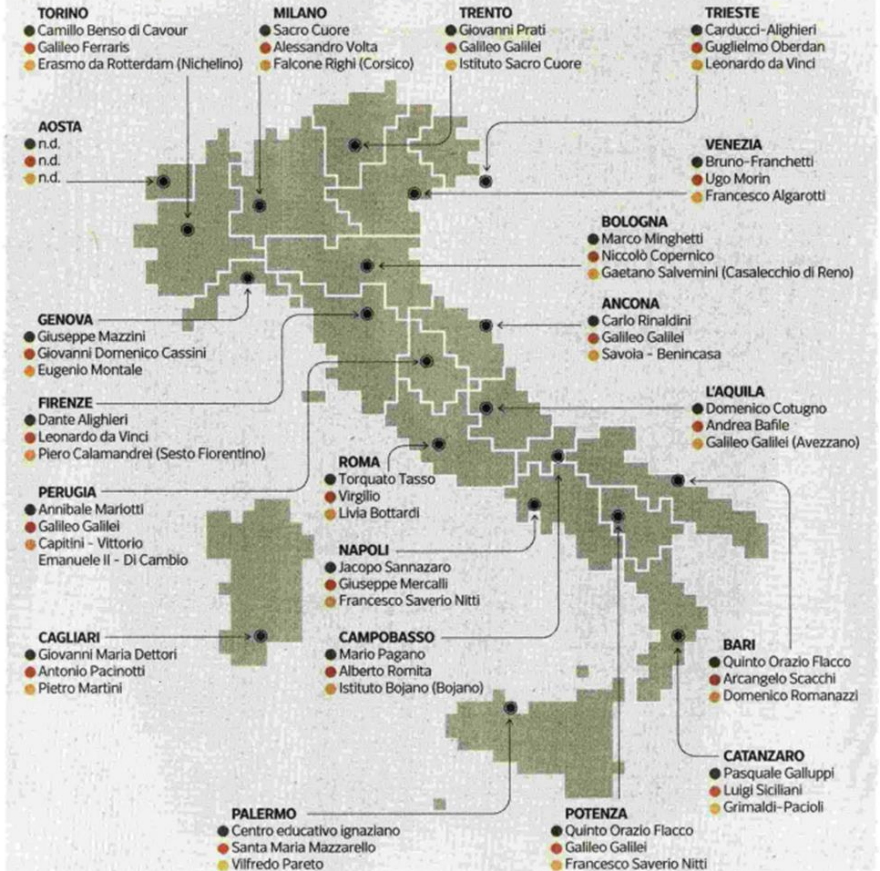 TORINO
Camillo Benso di Cavour
Galileo Ferraris
Erasmo da Rotterdam (Nichelino)
MILANO
Sacro Cuore
Alessandro Volta
Falcone Righi (Corsico)
TRENTO
Giovanni Prati
Galileo Galilei
Istituto Sacro Cuore
TRIESTE
Carducci-Alighieri
Guglielmo Oberdan
Leonardo da Vinci
AOSTA
n.d.
n.d.
n.d.
VENEZIA
Bruno-Franchetti
Ugo Morin
Francesco Algarotti
BOLOGNA
Marco Minghetti
Niccolò Copernico
Gaetano Salvemini (Casalecchio di Reno)
ANCONA
Carlo Rinaldini
Galileo Galilei
Savoia - Benincasa
GENOVA
Giuseppe Mazzini
Giovanni Domenico Cassini
Eugenio Montale
FIRENZE
Dante Alighieri
Leonardo da Vinci
Piero Calamandrei (Sesto Fiorentino)
L'AQUILA
Domenico Cotugno
Andrea Bafile
Galileo Galilei (Avezzano)
ROMA
Torquato Tasso
Virgilio
Livia Bottardi
PERUGIA
Annibale Mariotti
Galileo Galilei
Capitini - Vittorio
Emanuele II - Di Cambio
NAPOLI
Jacopo Sannazaro
Giuseppe Mercalli
Francesco Saverio Nitti
CAGLIARI
Giovanni Maria Dettori
Antonio Pacinotti
Pietro Martini
CAMPOBASSO
Mario Pagano
Alberto Romita
Istituto Bojano (Bojano)
BARI
Quinto Orazio Flacco
Arcangelo Scacchi
Domenico Romanazzi
CATANZARO
Pasquale Galluppi
Luigi Siciliani
Grimaldi-Pacioli
PALERMO
Centro educativo ignaziano
Santa Maria Mazzarello
Vilfredo Pareto
POTENZA
Quinto Orazio Flacco
Galileo Galilei
Francesco Saverio Nitti